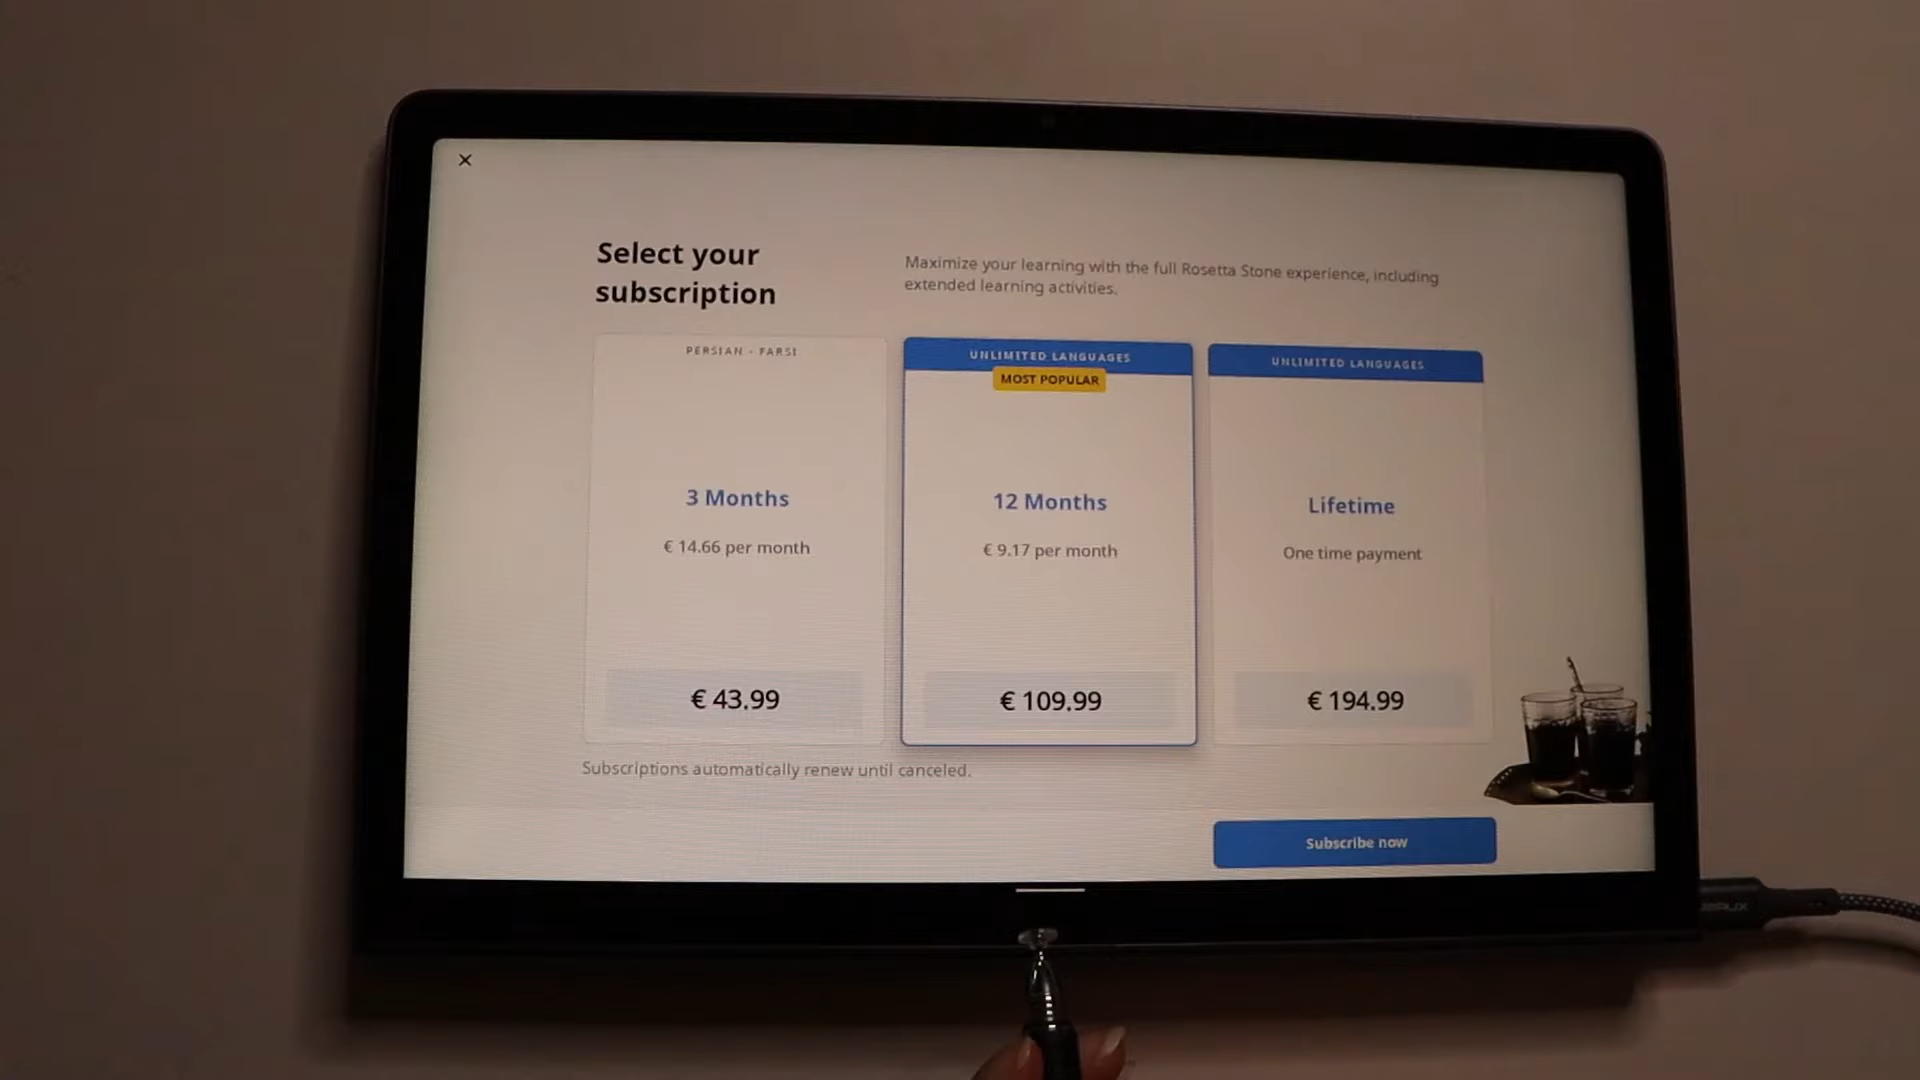 ×
Select your
subscription
Maximize your learning with the full Rosetta Stone experience, including
extended learning activities.
PERSIAN - FARSI
3 Months
€ 14.66 per month
€ 43.99
UNLIMITED LANGUAGES
MOST POPULAR
12 Months
€ 9.17 per month
€ 109.99
UNLIMITED LANGUAGES
Lifetime
One time payment
€ 194.99
Subscriptions automatically renew until canceled.
Subscribe now